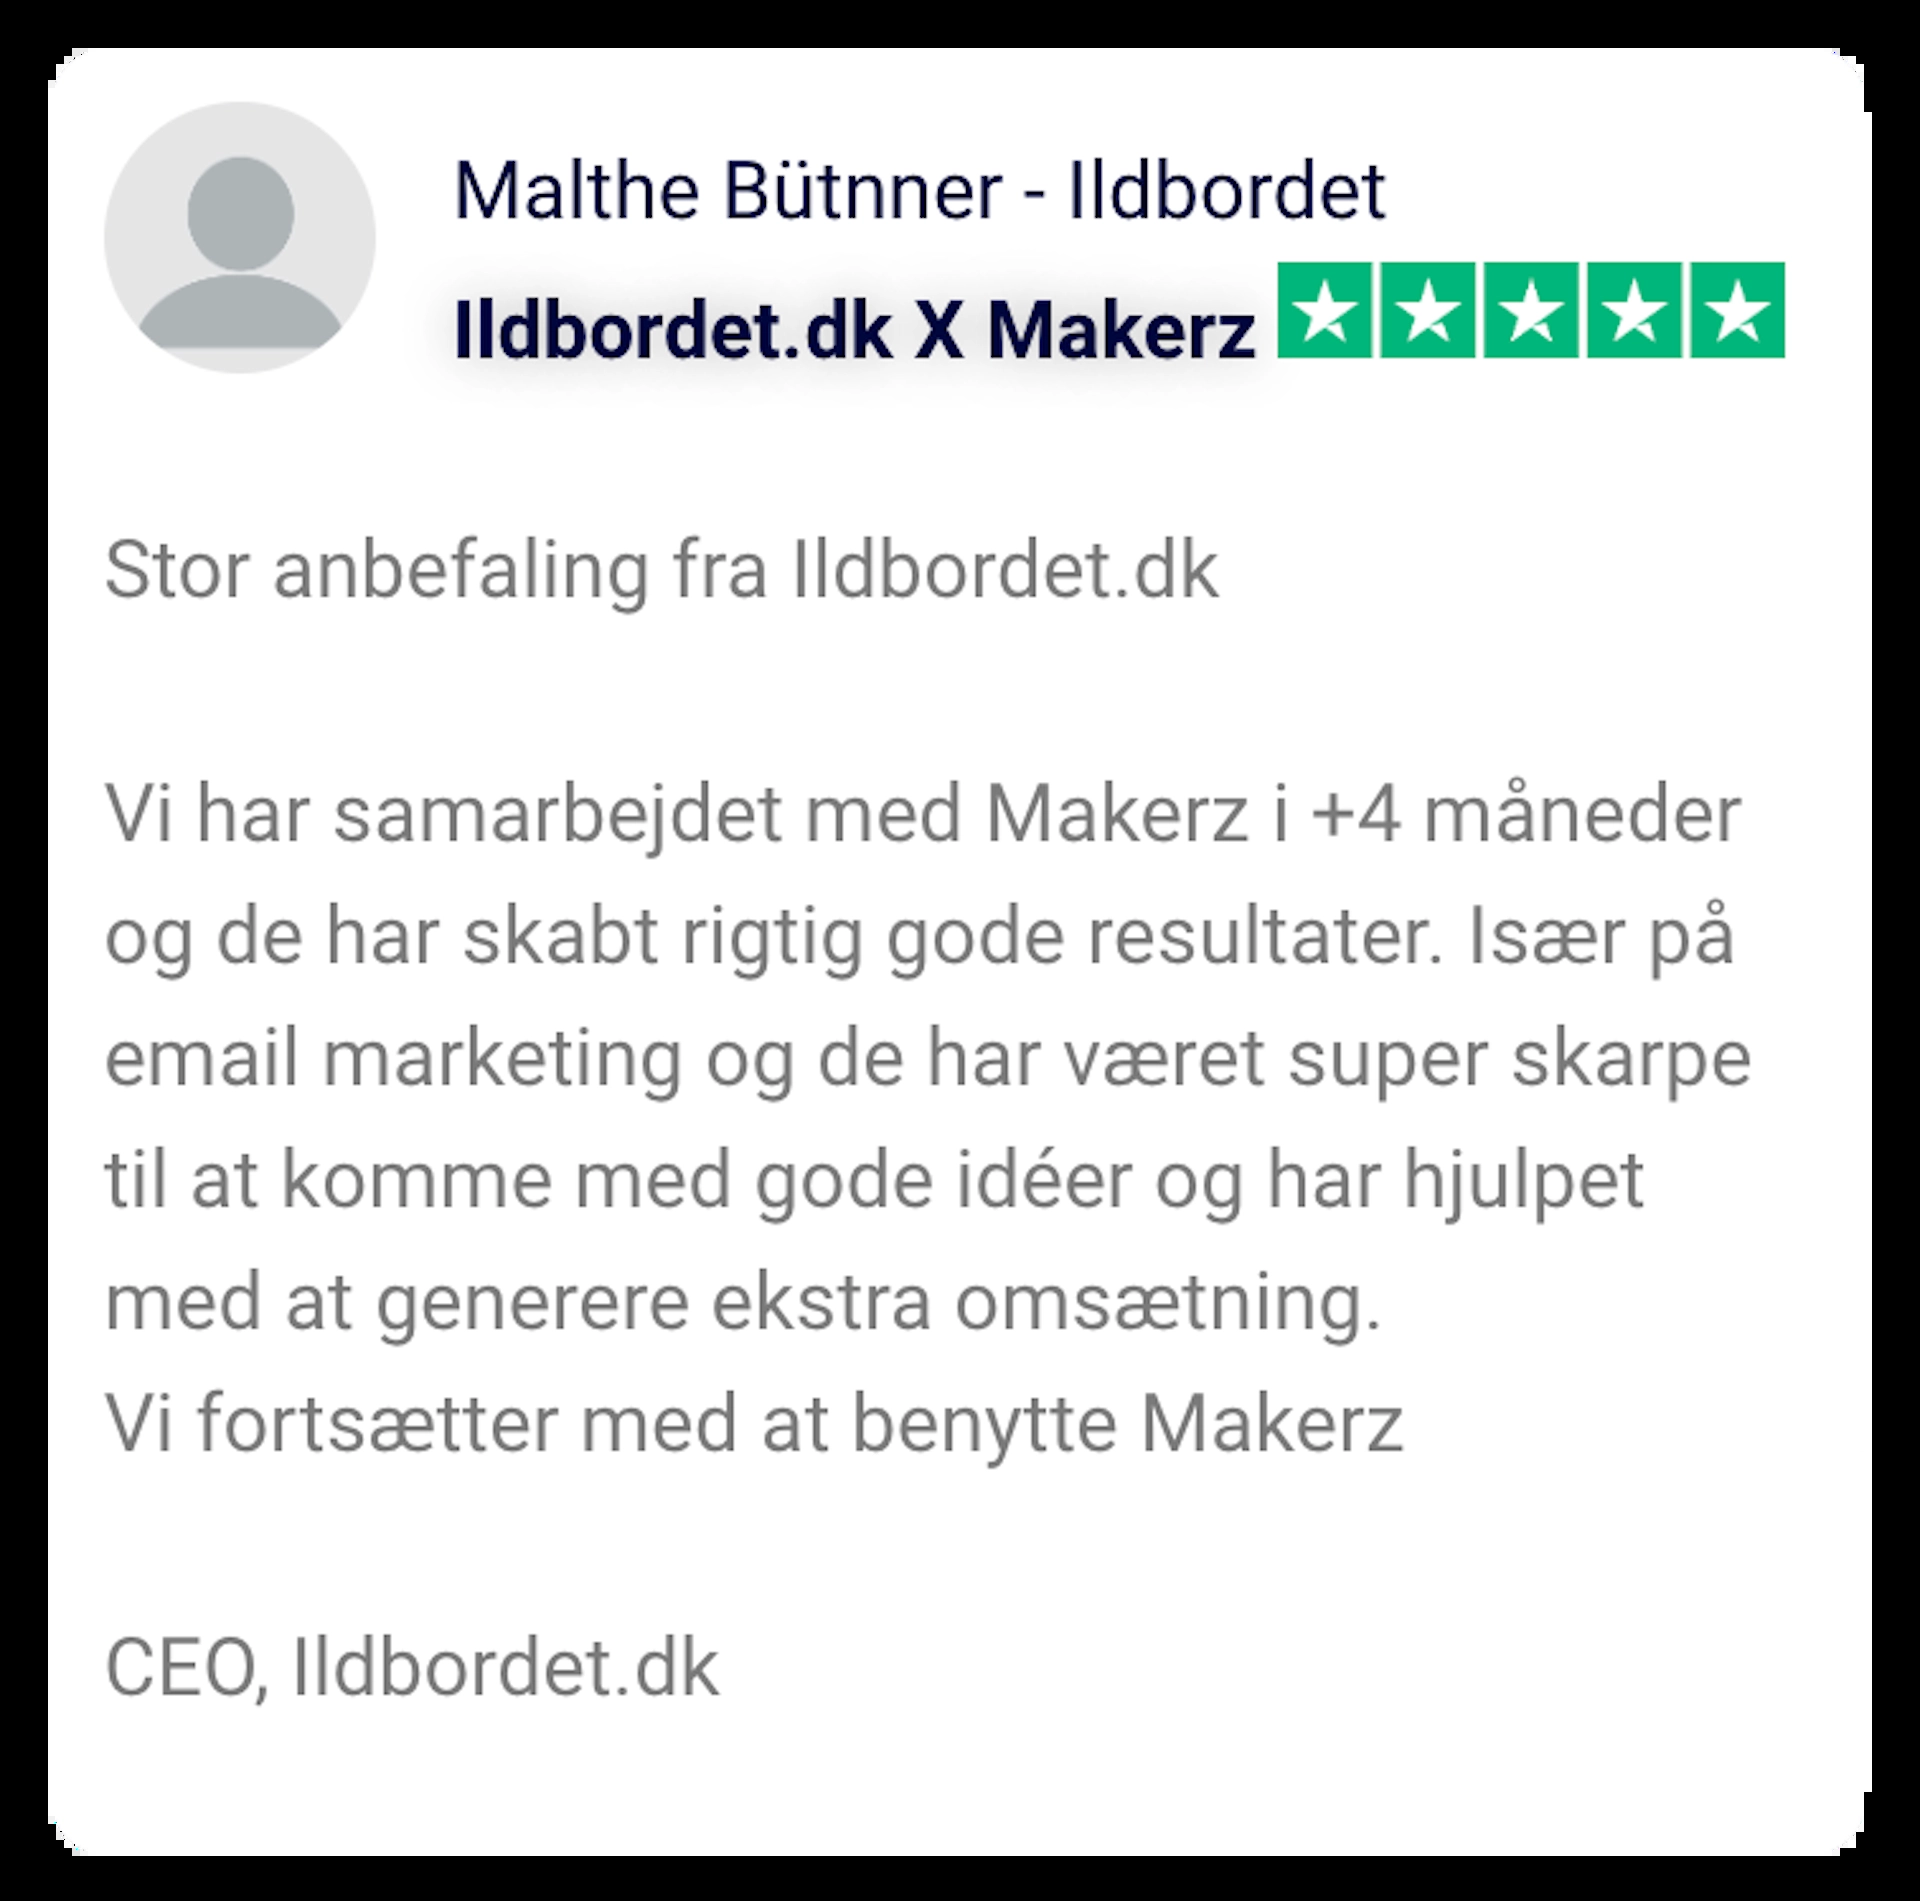 Malthe Bütnner - Ildbordet
Ildbordet.dk X Makerz
Stor anbefaling fra Ildbordet.dk
Vi har samarbejdet med Makerz i +4 måneder
og de har skabt rigtig gode resultater. Især på
email marketing og de har været super skarpe
til at komme med gode idéer og har hjulpet
med at generere ekstra omsætning.
Vi fortsætter med at benytte Makerz
CEO, Ildbordet.dk